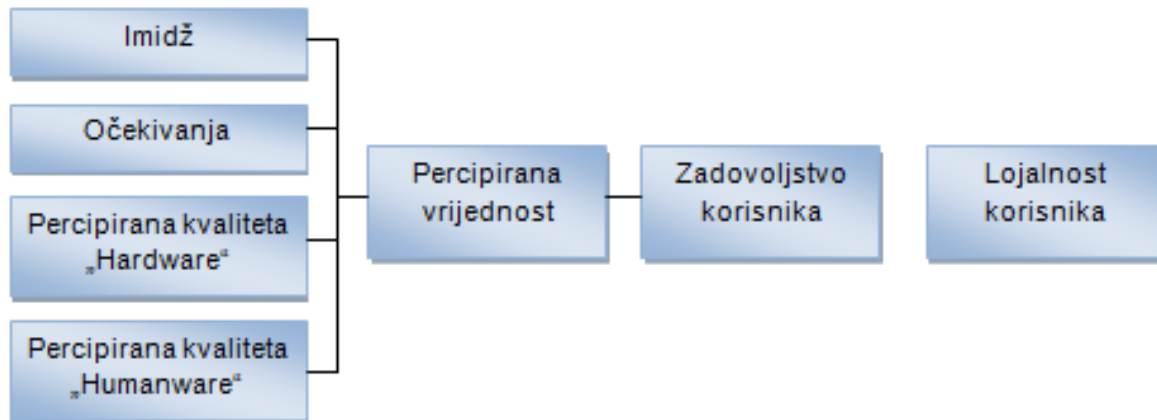 Imidž
Očekivanja
Percipirana kvaliteta
„Hardware“
Percipirana kvaliteta
„Humanware“
Percipirana
vrijednost
Zadovoljstvo
korisnika
Lojalnost
korisnika